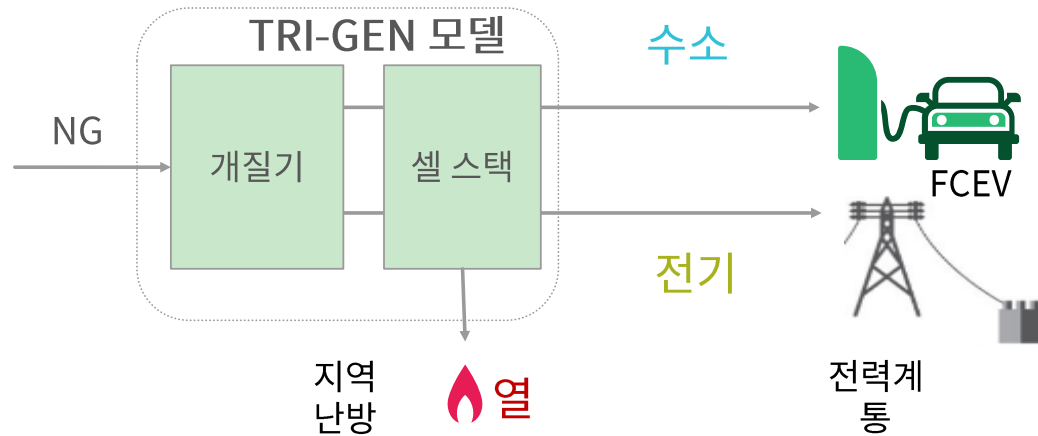 TRI-GEN 모델
수소
NG
개질기
셀 스택
FCEV
전기
지역
난방
열
전력계
통